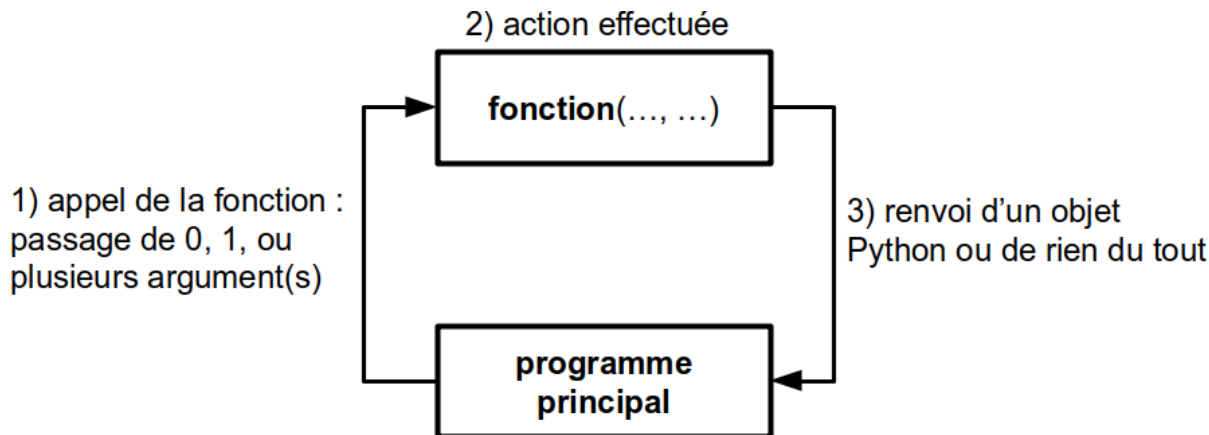 2) action effectuée
fonction(…, …)
1) appel de la fonction :
passage de 0, 1, ou
plusieurs argument(s)
3) renvoi d’un objet
Python ou de rien du tout
programme
principal